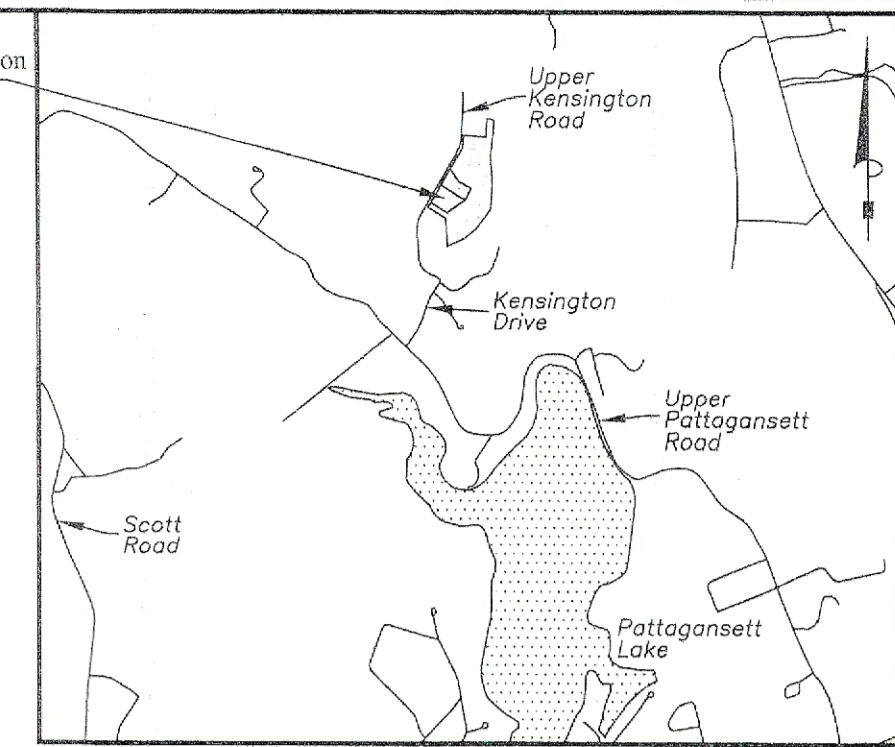 on
Upper
Kensington
Road
Kensington
Drive
Upper
Pattagansett
Road
Scott
Road
Pattagansett
Lake